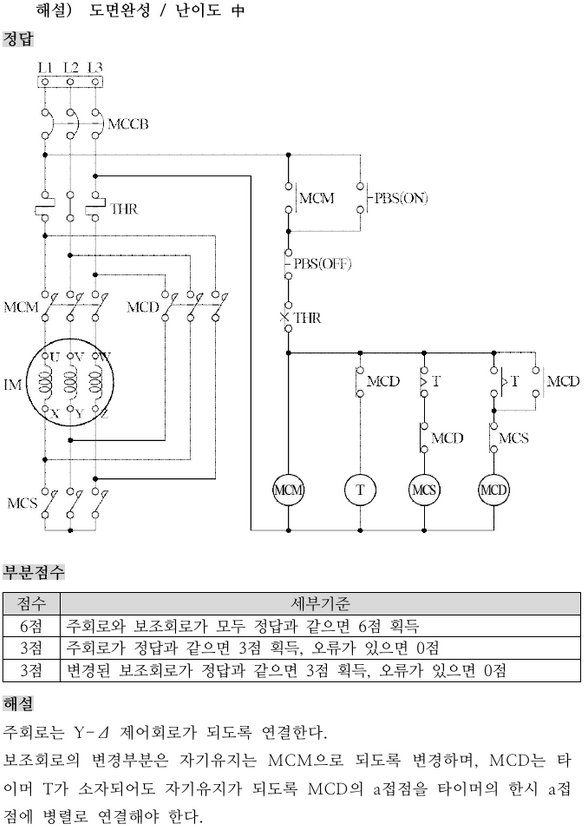 해설) 도면완성 / 난이도 中
정답
L1 L2 L3
MCCB
MCM
PBS(ON)
THR
PBS(OFF)
MCM
MCD
THR
U V W
IM
X Y Z
MCD
T
T
MCD
MCD
MCS
MCS
MCM
T
MCS
MCD
부분점수
점수 세부기준
6점 주회로와 보조회로가 모두 정답과 같으면 6점 획득
3점 주회로가 정답과 같으면 3점 획득, 오류가 있으면 0점
3점 변경된 보조회로가 정답과 같으면 3점 획득, 오류가 있으면 0점
해설
주회로는 Y-Δ 제어회로가 되도록 연결한다.
보조회로의 변경부분은 자기유지는 MCM으로 되도록 변경하며, MCD는 타
이머 T가 소자되어도 자기유지가 되도록 MCD의 a접점을 타이머의 한시 a접
점에 병렬로 연결해야 한다.